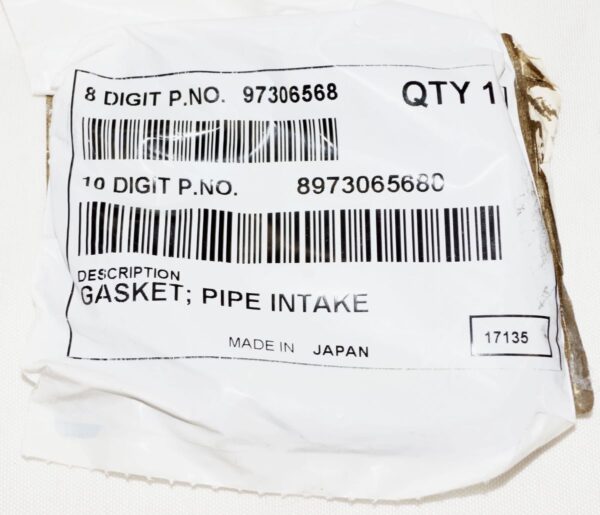 8 DIGIT P.NO. 97306568 QTY 1
10 DIGIT P.NO. 8973065680
DESCRIPTION
GASKET; PIPE INTAKE
MADE IN JAPAN
17135